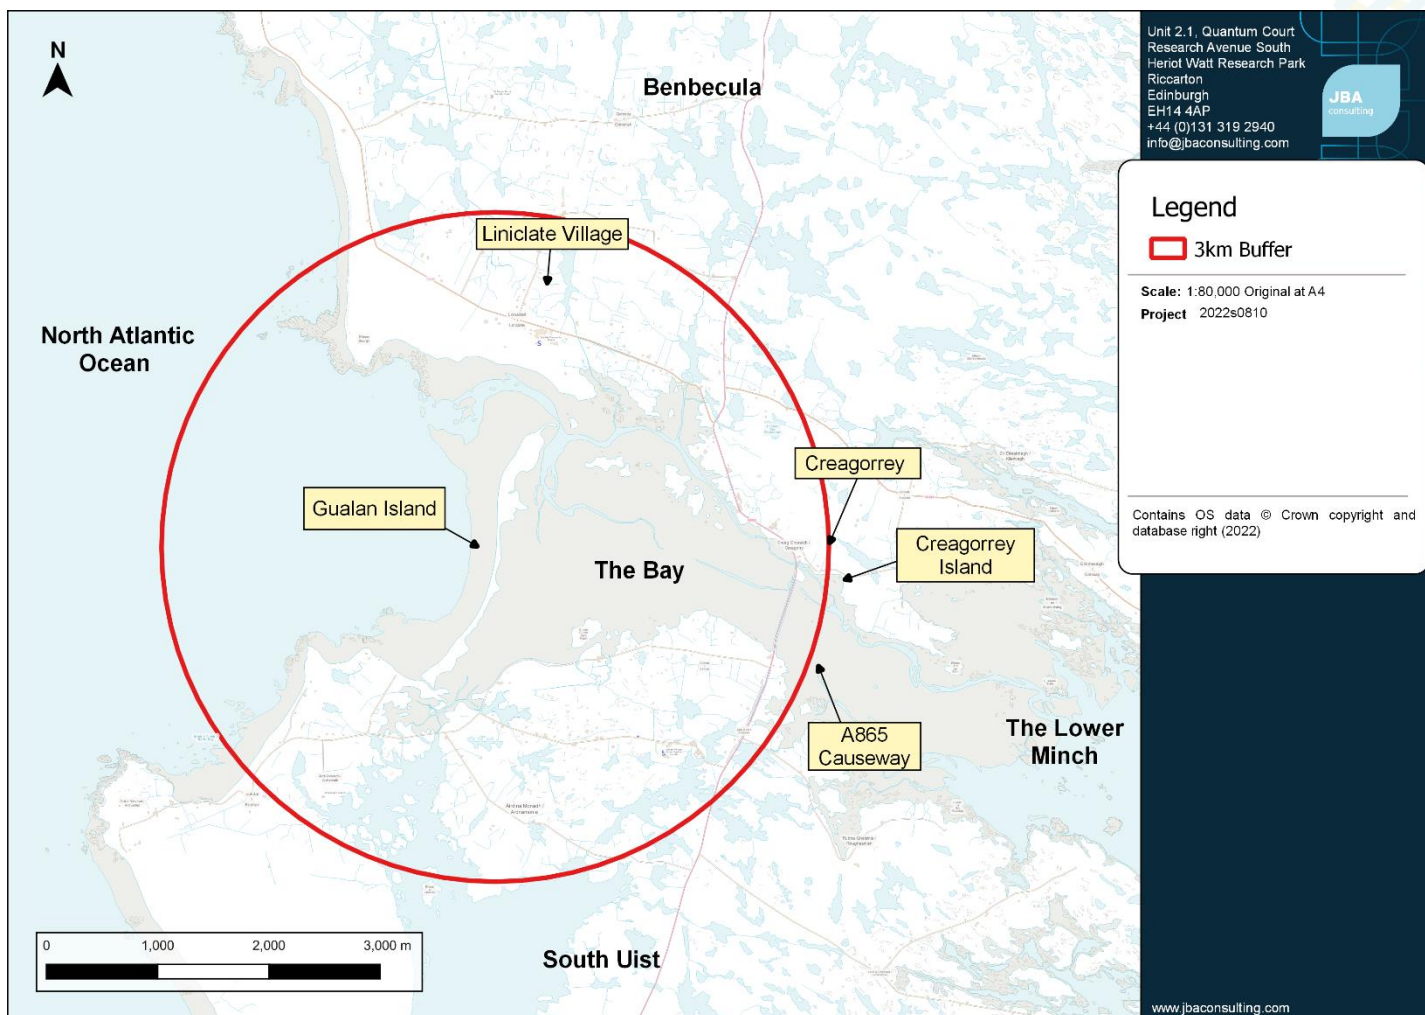 N
Benbecula
Liniclate Village
North Atlantic
Ocean
Creagorrey
Gualan Island
Creagorrey
Island
The Bay
A865
Causeway
The Lower
Minch
South Uist
0 1,000 2,000 3,000 m
Unit 2.1, Quantum Court
Research Avenue South
Heriot Watt Research Park
Riccarton
Edinburgh
EH14 4AP
+44 (0)131 319 2940
info@jbaconsulting.com
JBA
consulting
Legend
3km Buffer
Scale: 1:80,000 Original at A4
Project 2022s0810
Contains OS data © Crown copyright and
database right (2022)
www.jbaconsulting.com